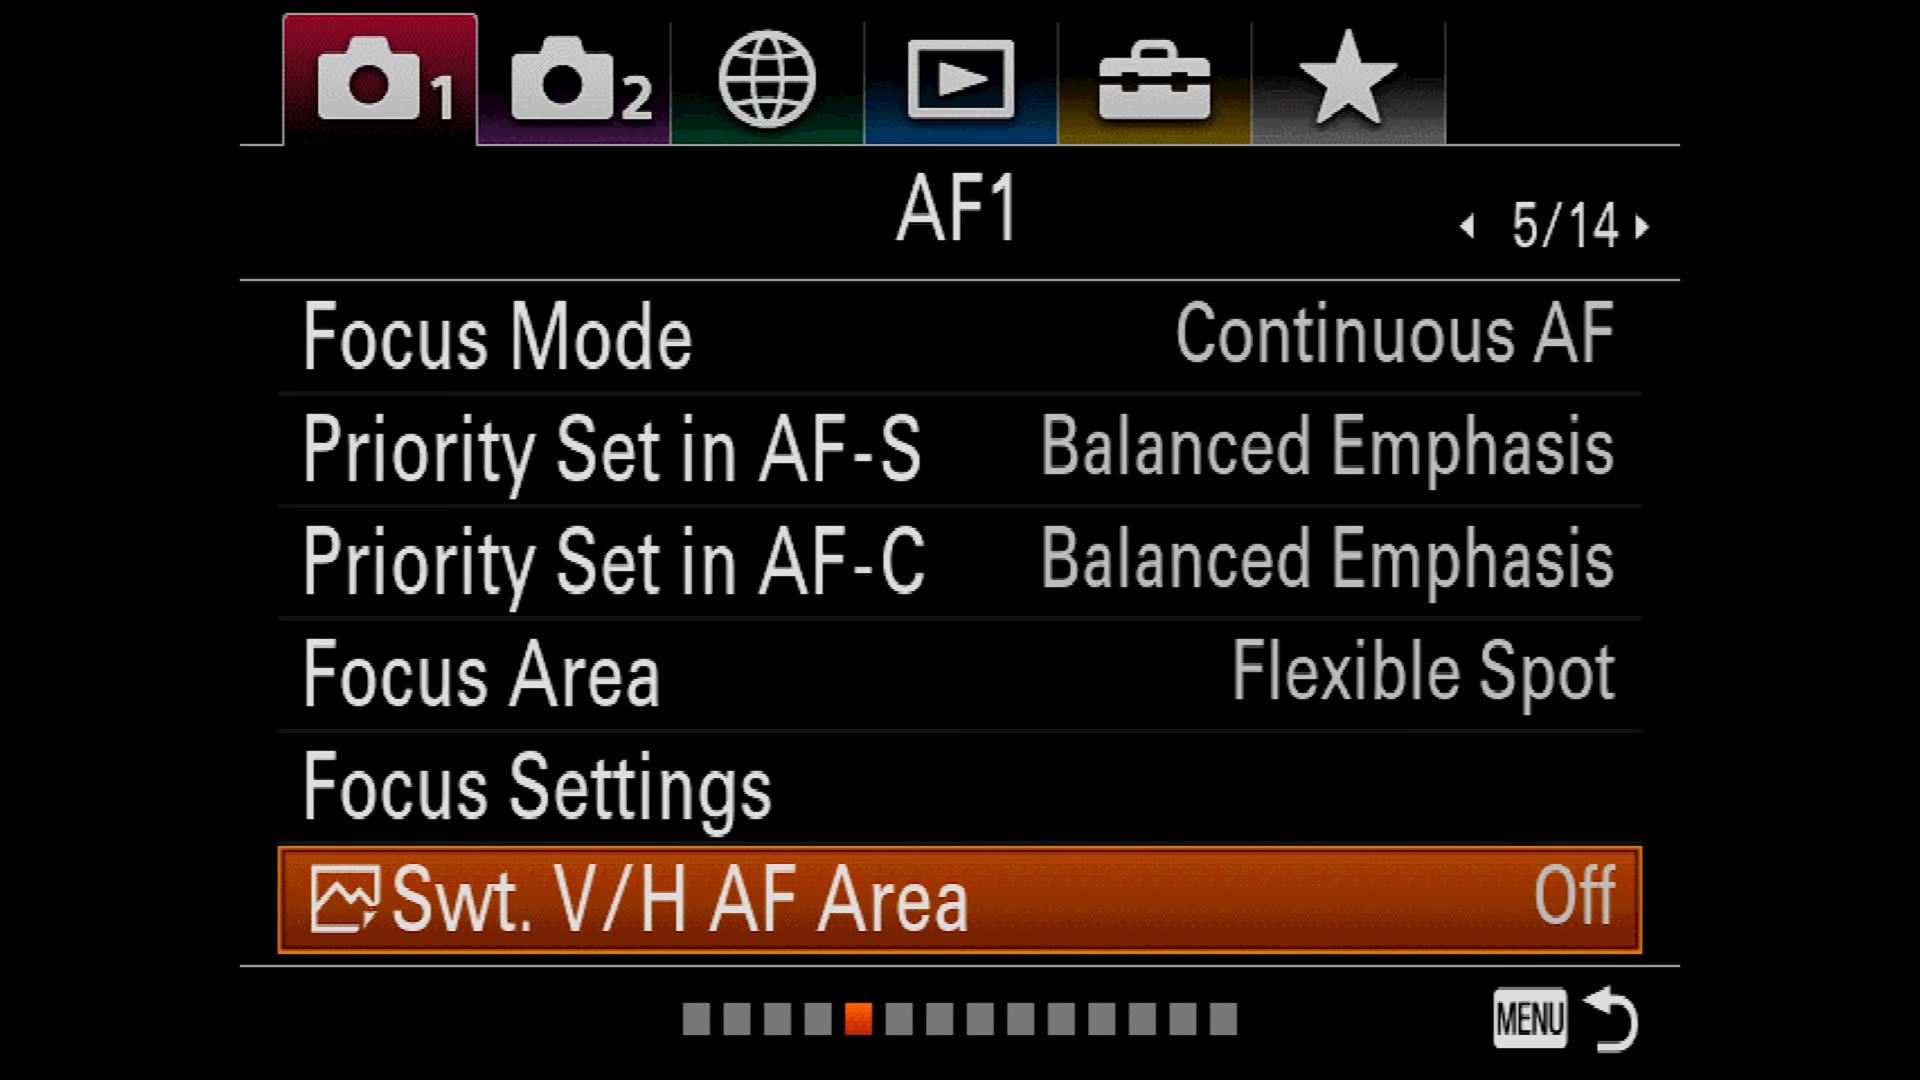 1 2
AF1
5/14
Focus Mode Continuous AF
Priority Set in AF-S Balanced Emphasis
Priority Set in AF-C Balanced Emphasis
Focus Area Flexible Spot
Focus Settings
Swt. V/H AF Area Off
MENU